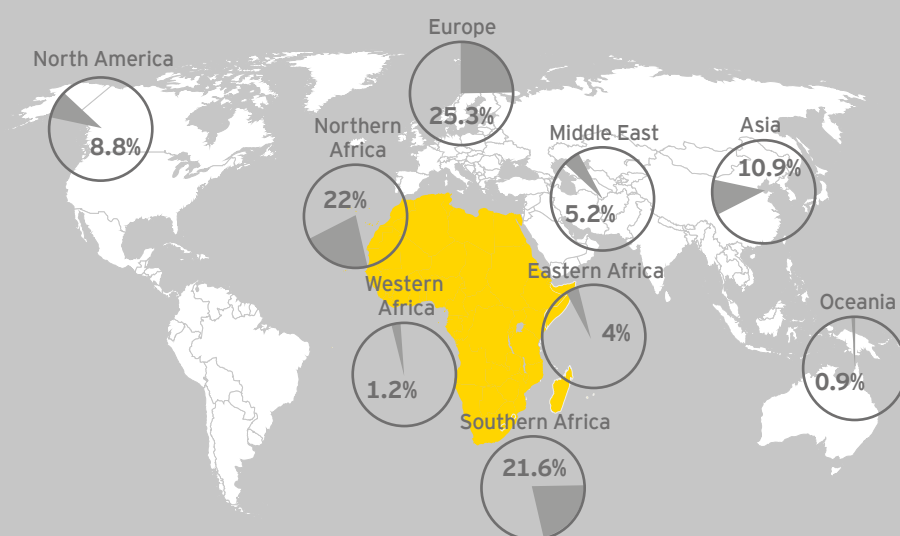 Europe
25.3%
North America
8.8%
Northern
Africa
22%
Middle East
5.2%
Asia
10.9%
Eastern Africa
4%
Western
Africa
1.2%
Oceania
0.9%
Southern Africa
21.6%